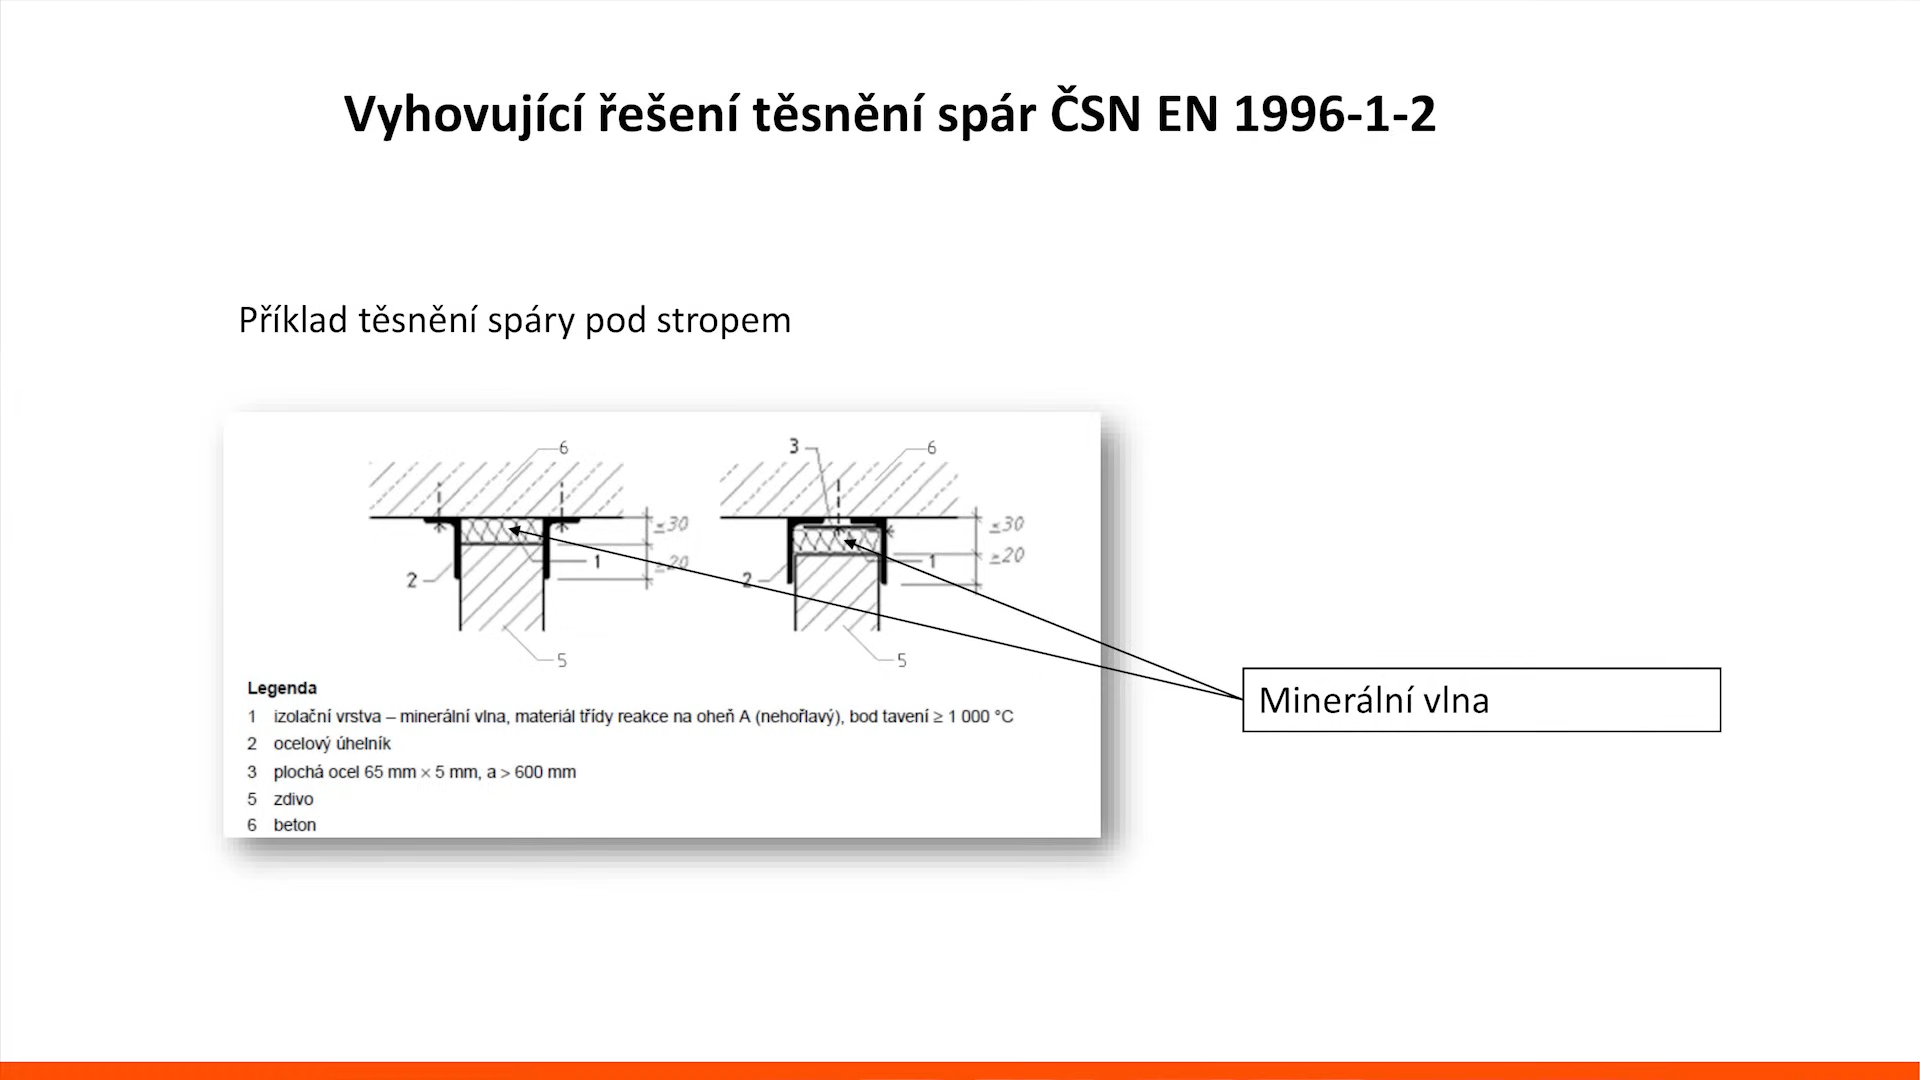 Vyhovující řešení těsnění spár ČSN EN 1996-1-2
Příklad těsnění spáry pod stropem
6
3
6
≤30
≤30
≥20
1
≥20
1
2
2
5
5
Minerální vlna
Legenda
1 izolační vrstva – minerální vlna, materiál třídy reakce na oheň A (nehořlavý), bod tavení ≥ 1 000 °C
2 ocelový úhelník
3 plochá ocel 65 mm × 5 mm, a > 600 mm
5 zdivo
6 beton